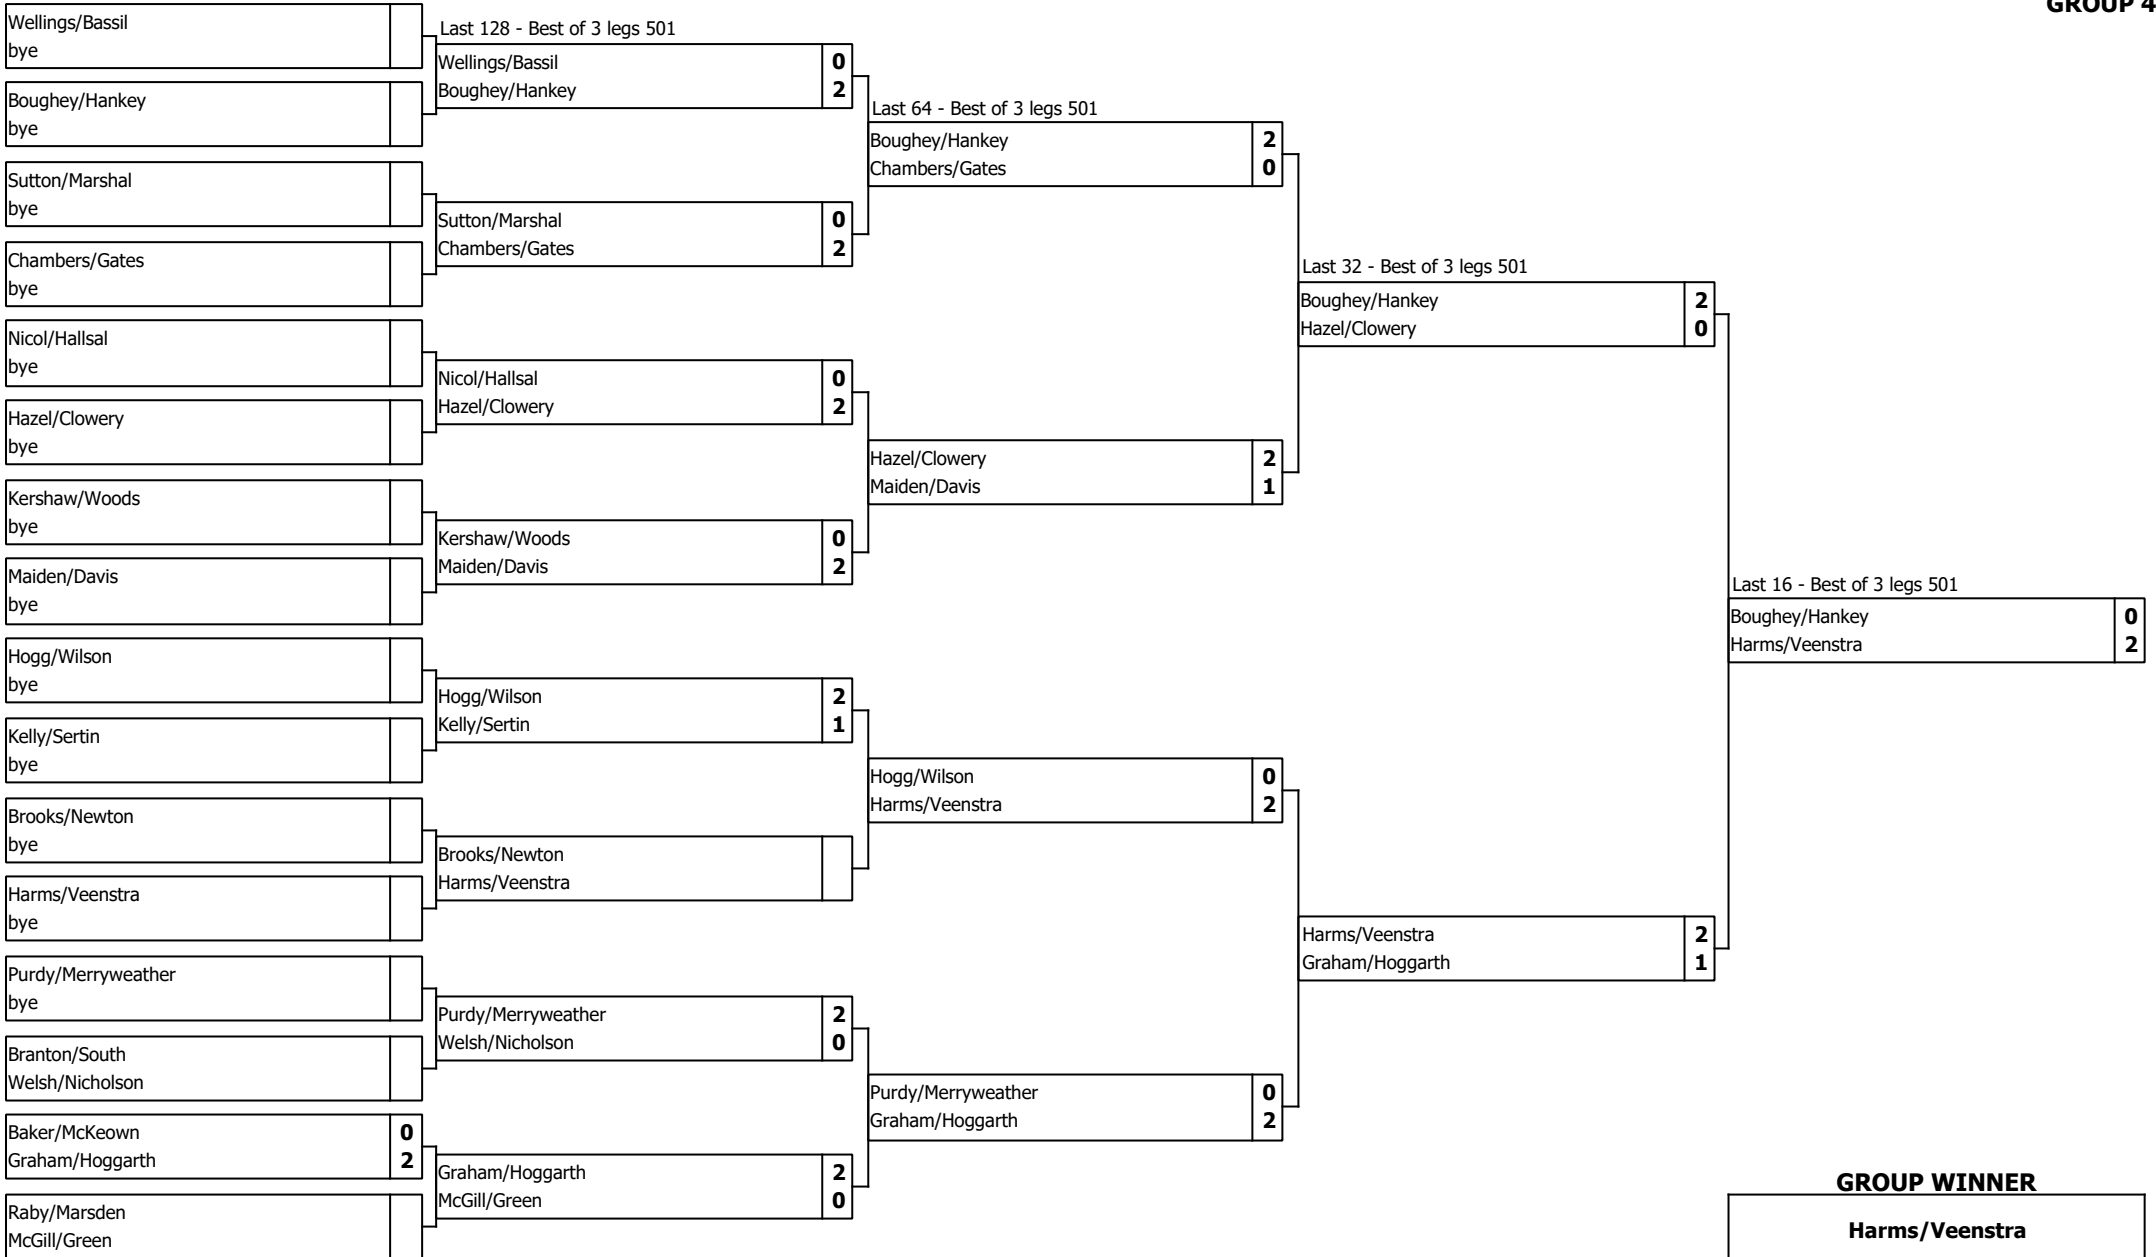 GROUP 4
Wellings/Bassil
bye
Boughey/Hankey
bye
Sutton/Marshal
bye
Chambers/Gates
bye
Nicol/Hallsal
bye
Hazel/Clowery
bye
Kershaw/Woods
bye
Maiden/Davis
bye
Hogg/Wilson
bye
Kelly/Sertin
bye
Brooks/Newton
bye
Harms/Veenstra
bye
Purdy/Merryweather
bye
Branton/South
Welsh/Nicholson
Baker/McKeown 0
Graham/Hoggarth 2
Raby/Marsden
McGill/Green
Last 128 - Best of 3 legs 501
Wellings/Bassil 0
Boughey/Hankey 2
Sutton/Marshal 0
Chambers/Gates 2
Nicol/Hallsal 0
Hazel/Clowery 2
Kershaw/Woods 0
Maiden/Davis 2
Hogg/Wilson 2
Kelly/Sertin 1
Brooks/Newton
Harms/Veenstra
Purdy/Merryweather 2
Welsh/Nicholson 0
Graham/Hoggarth 2
McGill/Green 0
Last 64 - Best of 3 legs 501
Boughey/Hankey 2
Chambers/Gates 0
Hazel/Clowery 2
Maiden/Davis 1
Hogg/Wilson 0
Harms/Veenstra 2
Purdy/Merryweather 0
Graham/Hoggarth 2
Last 32 - Best of 3 legs 501
Boughey/Hankey 2
Hazel/Clowery 0
Harms/Veenstra 2
Graham/Hoggarth 1
Last 16 - Best of 3 legs 501
Boughey/Hankey 0
Harms/Veenstra 2
GROUP WINNER
Harms/Veenstra